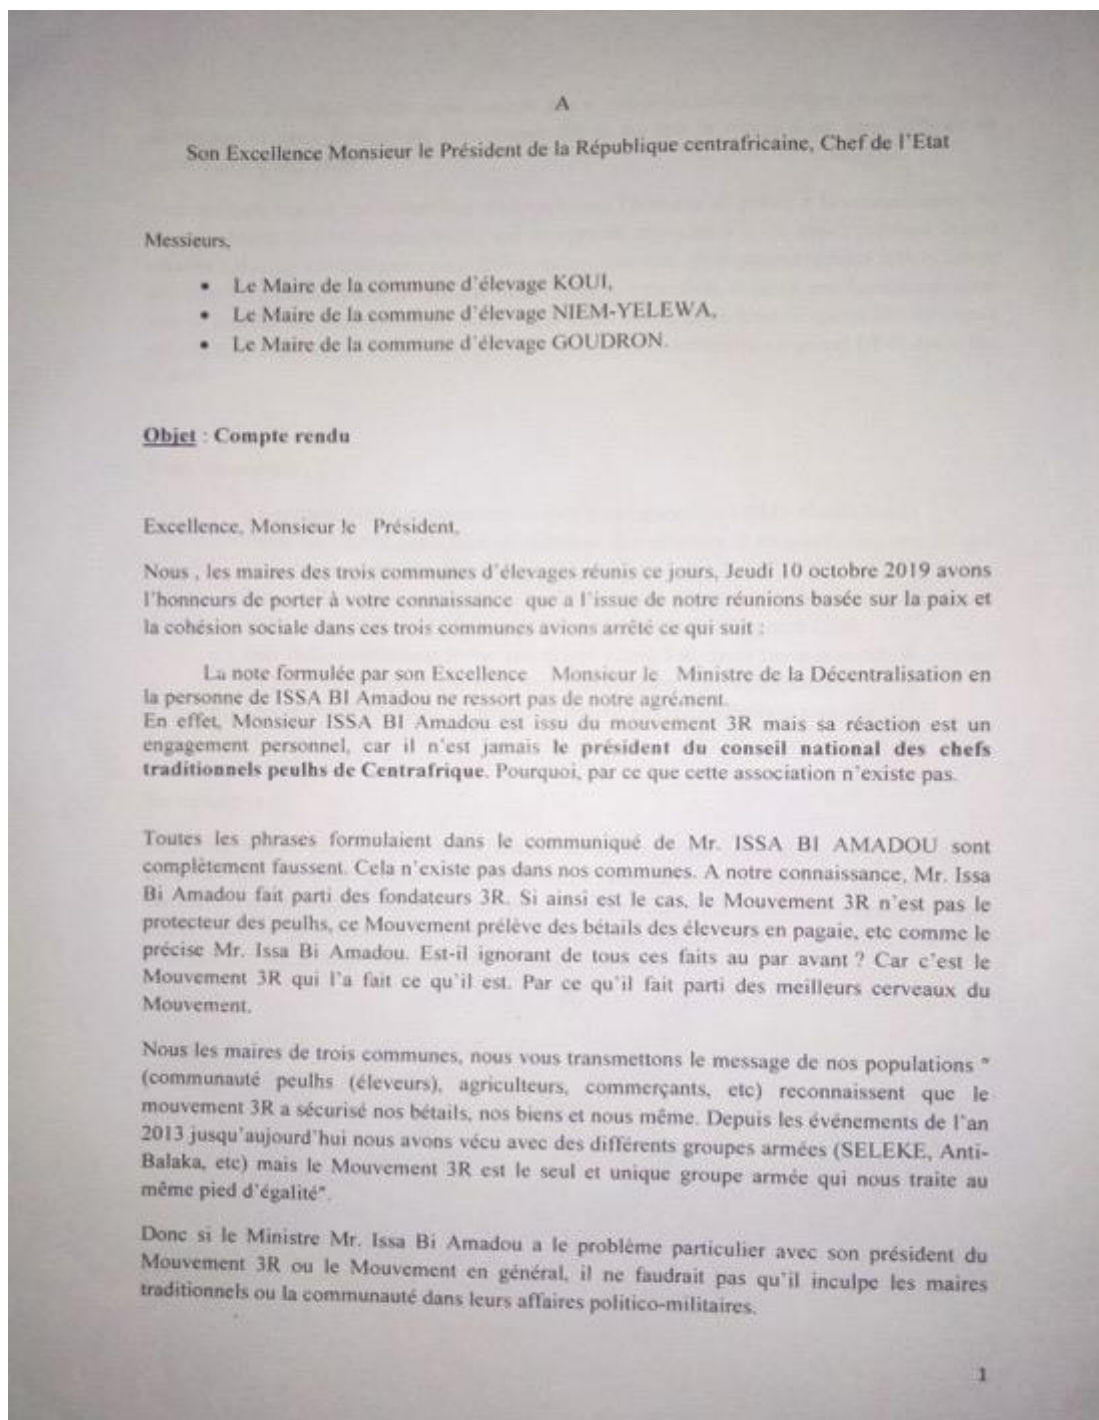 A
Son Excellence Monsieur le Président de la République centrafricaine, Chef de l'Etat
Messieurs,
• Le Maire de la commune d'élevage KOUI,
• Le Maire de la commune d'élevage NIEM-YELEWA,
• Le Maire de la commune d'élevage GOUDRON.
Objet : Compte rendu
Excellence, Monsieur le Président,
Nous , les maires des trois communes d'élevages réunis ce jours, Jeudi 10 octobre 2019 avons
l'honneurs de porter à votre connaissance que a l'issue de notre réunions basée sur la paix et
la cohésion sociale dans ces trois communes avions arrêté ce qui suit :
La note formulée par son Excellence Monsieur le Ministre de la Décentralisation en
la personne de ISSA BI Amadou ne ressort pas de notre agrément.
En effet, Monsieur ISSA BI Amadou est issu du mouvement 3R mais sa réaction est un
engagement personnel, car il n'est jamais le président du conseil national des chefs
traditionnels peulhs de Centrafrique. Pourquoi, par ce que cette association n'existe pas.
Toutes les phrases formulaient dans le communiqué de Mr. ISSA BI AMADOU sont
complètement faussent. Cela n'existe pas dans nos communes. A notre connaissance, Mr. Issa
Bi Amadou fait parti des fondateurs 3R. Si ainsi est le cas, le Mouvement 3R n'est pas le
protecteur des peulhs, ce Mouvement prélève des bétails des éleveurs en pagaie, etc comme le
précise Mr. Issa Bi Amadou. Est-il ignorant de tous ces faits au par avant ? Car c'est le
Mouvement 3R qui l'a fait ce qu'il est. Par ce qu'il fait parti des meilleurs cerveaux du
Mouvement.
Nous les maires de trois communes, nous vous transmettons le message de nos populations "
(communauté peulhs (éleveurs), agriculteurs, commerçants, etc) reconnaissent que le
mouvement 3R a sécurisé nos bétails, nos biens et nous même. Depuis les événements de l'an
2013 jusqu'aujourd'hui nous avons vécu avec des différents groupes armées (SELEKE, Anti-
Balaka, etc) mais le Mouvement 3R est le seul et unique groupe armée qui nous traite au
même pied d'égalité".
Donc si le Ministre Mr. Issa Bi Amadou a le problème particulier avec son président du
Mouvement 3R ou le Mouvement en général, il ne faudrait pas qu'il inculpe les maires
traditionnels ou la communauté dans leurs affaires politico-militaires.
1